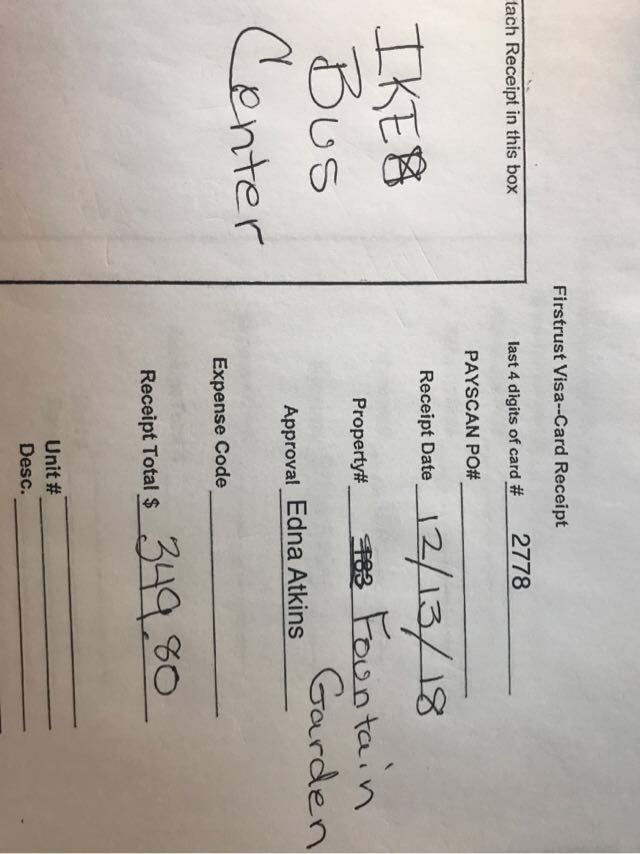 Firstrust Visa--Card Receipt
tach Receipt in this box
last 4 digits of card # 2778
PAYSCAN PO#
Receipt Date 12/13/18
Property# Fountain
Garden
Approval Edna Atkins
Expense Code
Receipt Total $ 349.80
Unit #
Desc.
IKE
Bus
Center